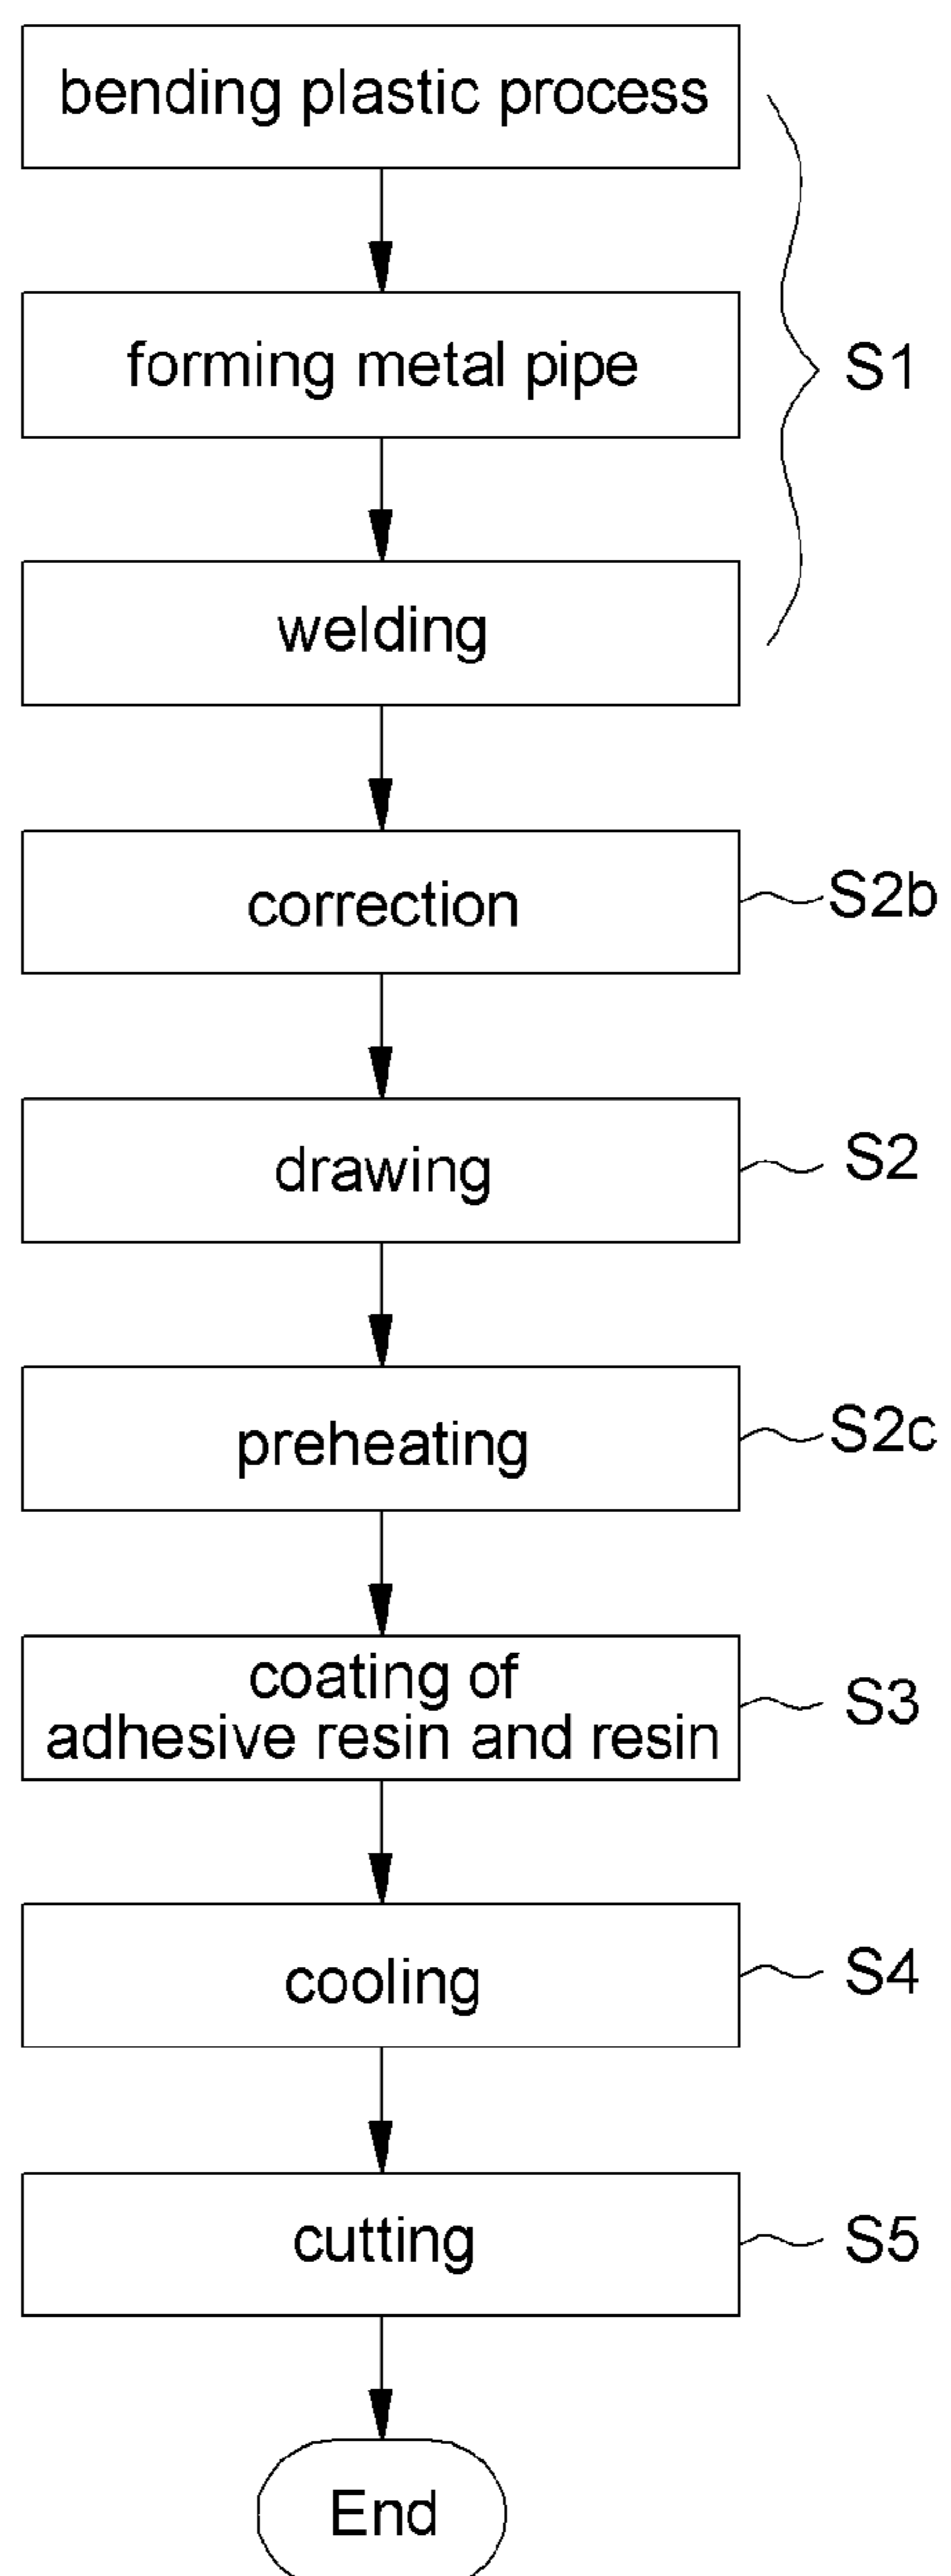 bending plastic process
forming metal pipe
S1
welding
correction
S2b
drawing
S2
preheating
S2c
coating of
adhesive resin and resin
S3
cooling
S4
cutting
S5
End